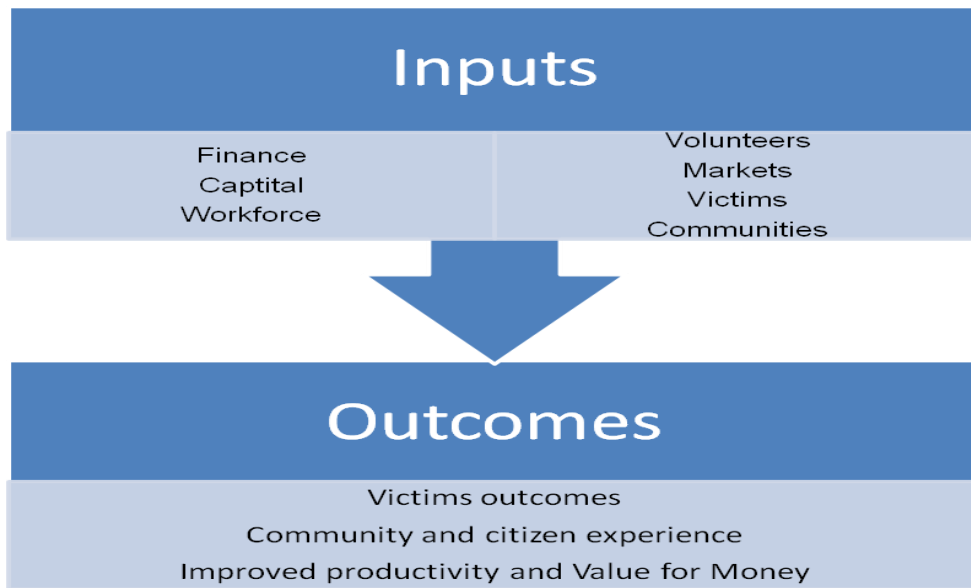 Inputs
Finance
Captital
Workforce
Volunteers
Markets
Victims
Communities
Outcomes
Victims outcomes
Community and citizen experience
Improved productivity and Value for Money